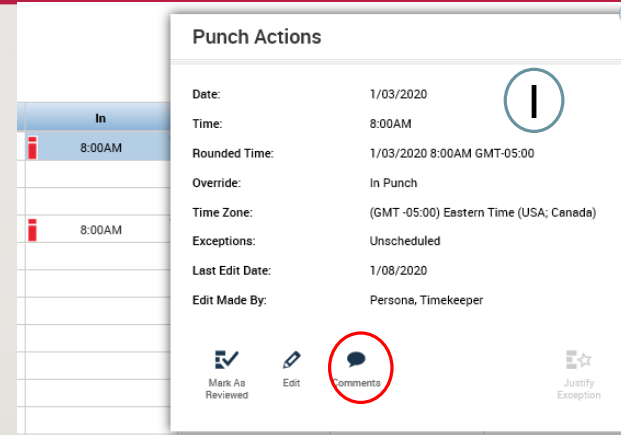 Punch Actions
Date: 1/03/2020
I
Time: 8:00AM
Rounded Time: 1/03/2020 8:00AM GMT-05:00
Override: In Punch
Time Zone: (GMT -05:00) Eastern Time (USA; Canada)
Exceptions: Unscheduled
Last Edit Date: 1/08/2020
Edit Made By: Persona, Timekeeper
Mark As
Reviewed
Edit
Comments
Justify
Exception
In
8:00AM
8:00AM